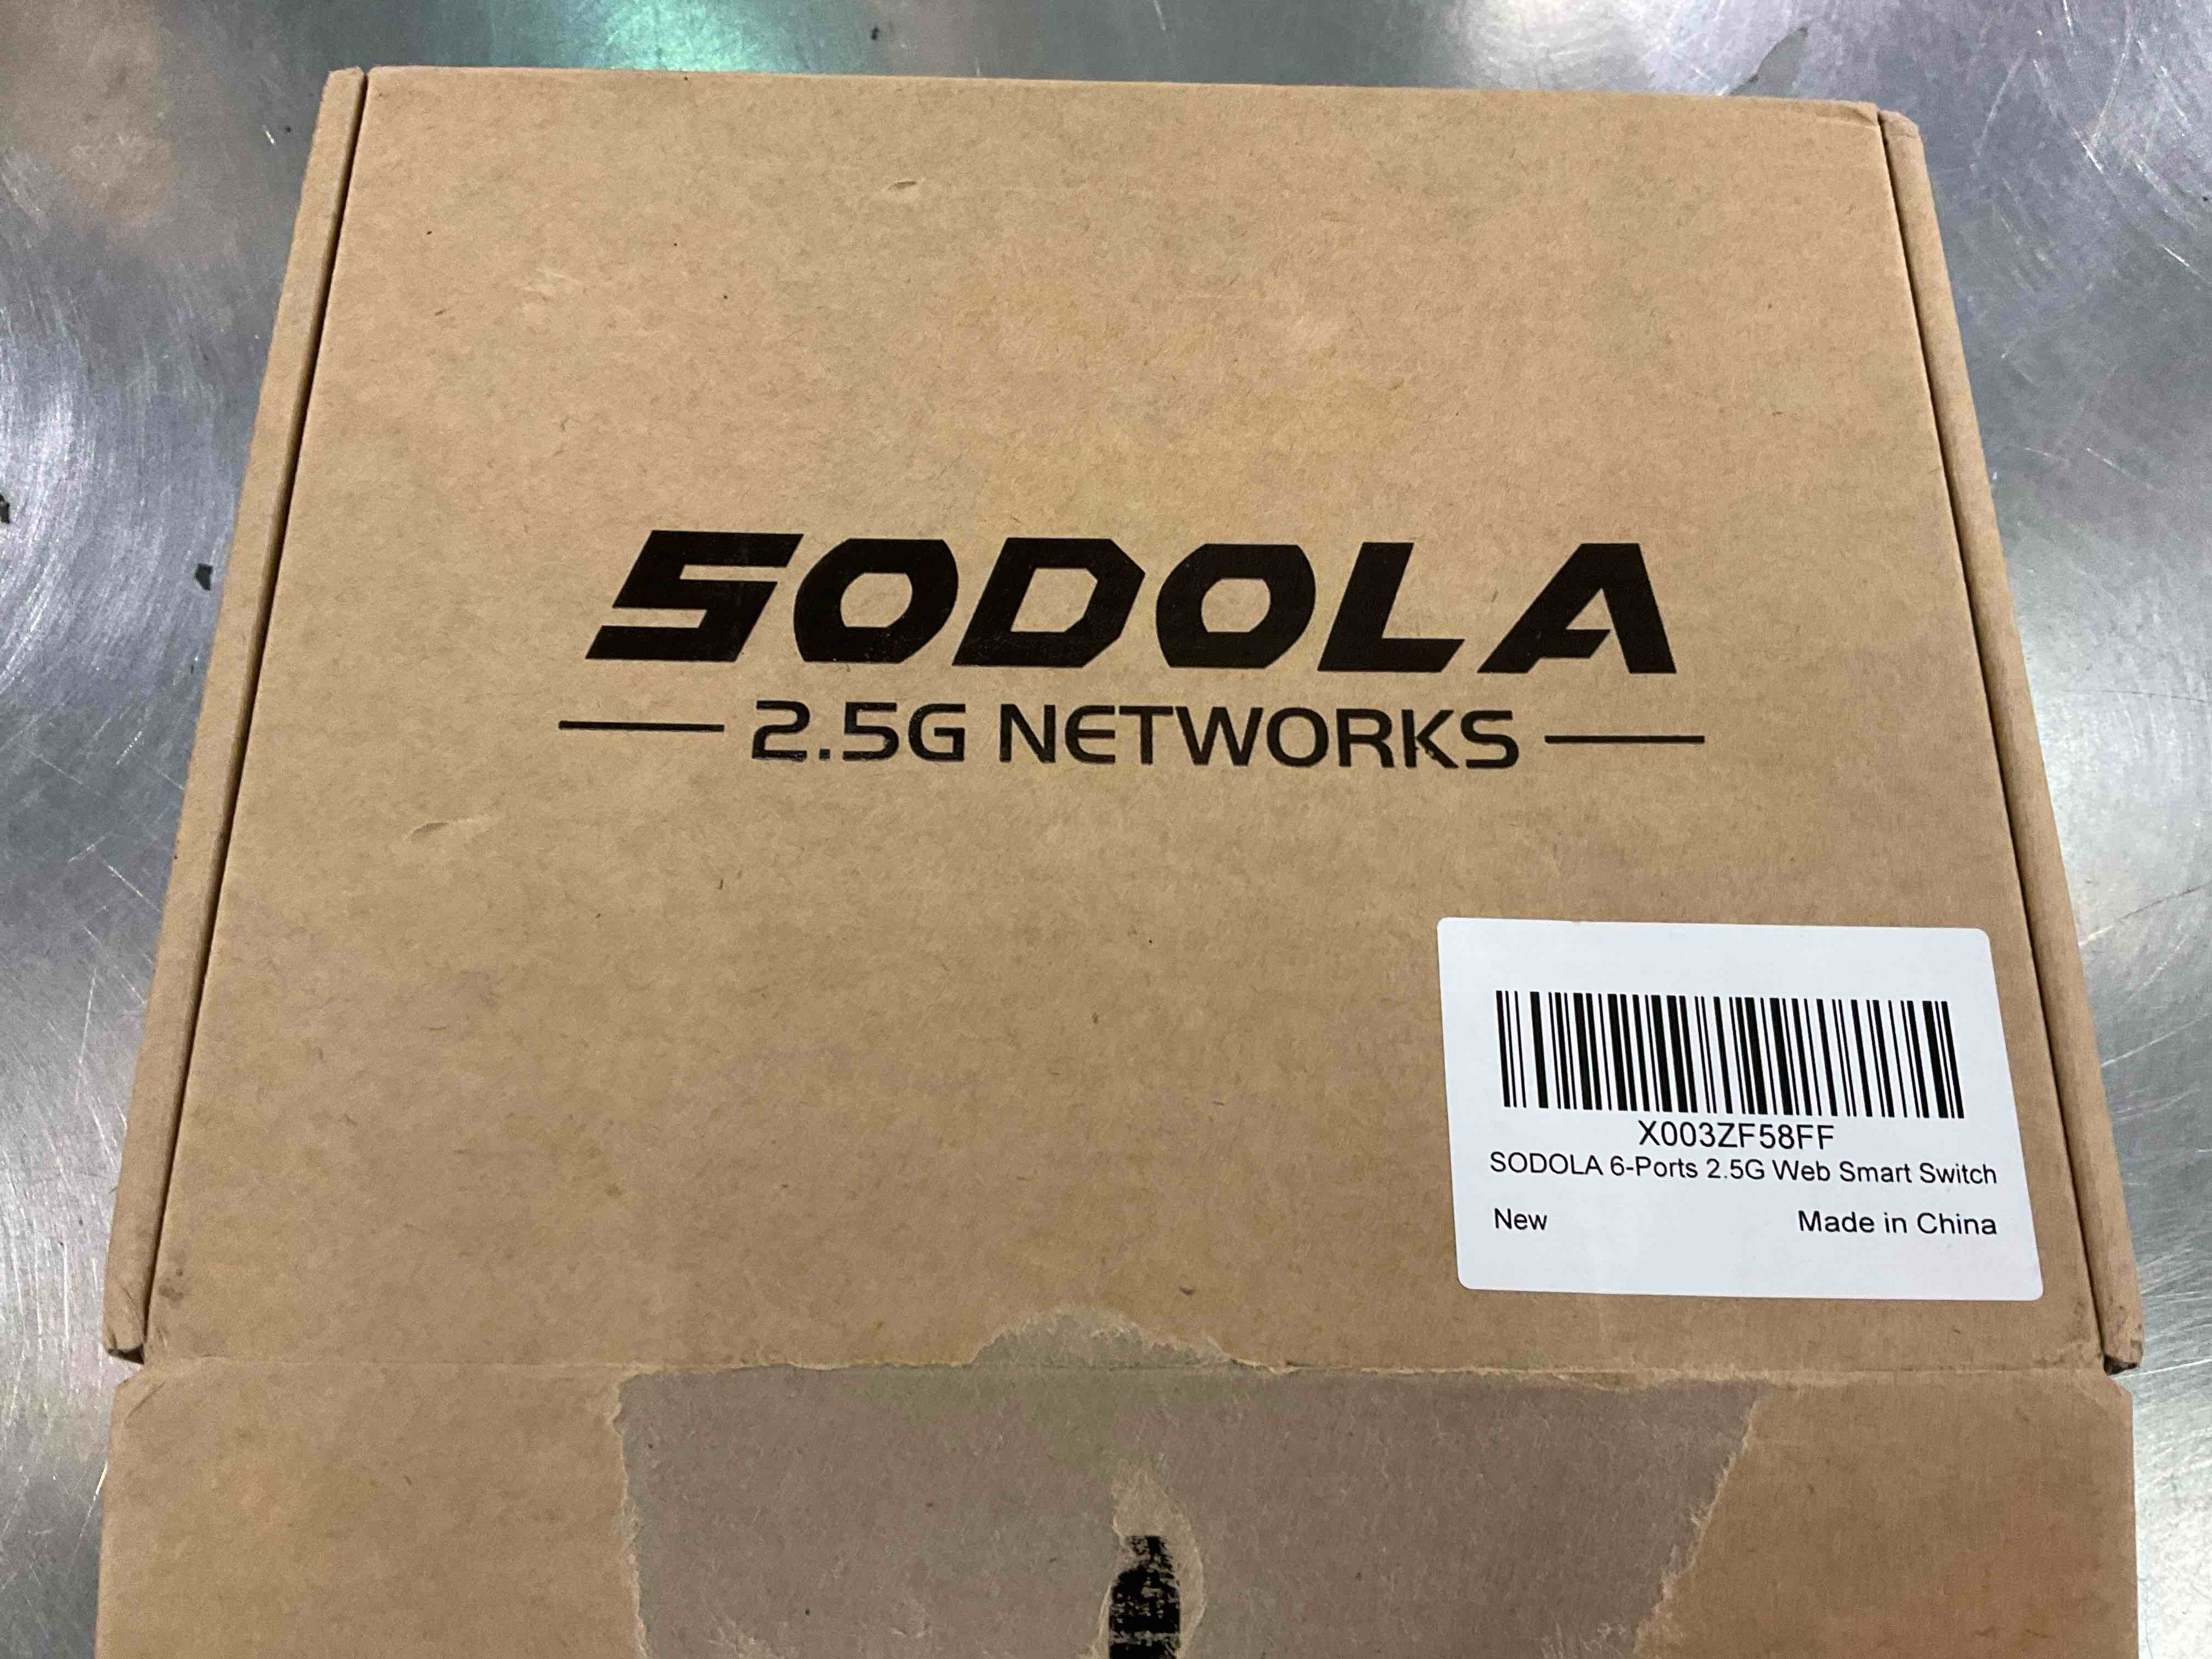 SODOLA
2.5G NETWORKS
X003ZF58FF
SODOLA 6-Ports 2.5G Web Smart Switch
New Made in China